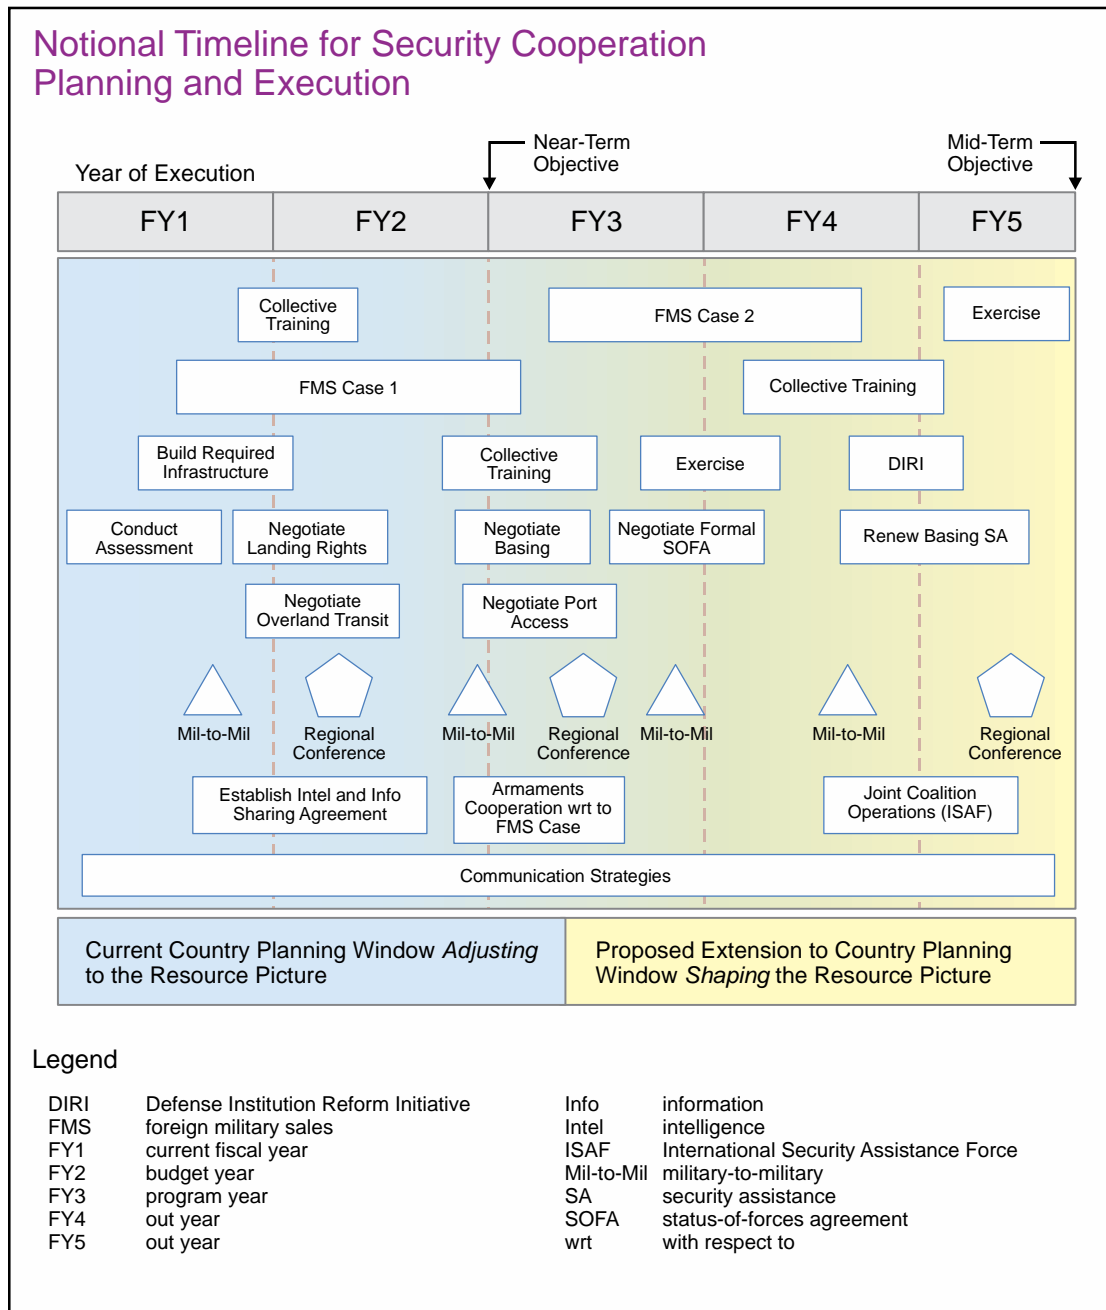 Notional Timeline for Security Cooperation
Planning and Execution
Near-Term
Objective
Mid-Term
Objective
Year of Execution
FY1
FY2
FY3
FY4
FY5
Collective
Training
FMS Case 2
Exercise
FMS Case 1
Collective Training
Build Required
Infrastructure
Collective
Training
Exercise
DIRI
Conduct
Assessment
Negotiate
Landing Rights
Negotiate
Basing
Negotiate Formal
SOFA
Renew Basing SA
Negotiate
Overland Transit
Negotiate Port
Access
Mil-to-Mil
Regional
Conference
Mil-to-Mil
Regional
Conference
Mil-to-Mil
Mil-to-Mil
Regional
Conference
Establish Intel and Info
Sharing Agreement
Armaments
Cooperation wrt to
FMS Case
Joint Coalition
Operations (ISAF)
Communication Strategies
Current Country Planning Window Adjusting
to the Resource Picture
Proposed Extension to Country Planning
Window Shaping the Resource Picture
Legend
DIRI Defense Institution Reform Initiative
FMS foreign military sales
FY1 current fiscal year
FY2 budget year
FY3 program year
FY4 out year
FY5 out year
Info information
Intel intelligence
ISAF International Security Assistance Force
Mil-to-Mil military-to-military
SA security assistance
SOFA status-of-forces agreement
wrt with respect to